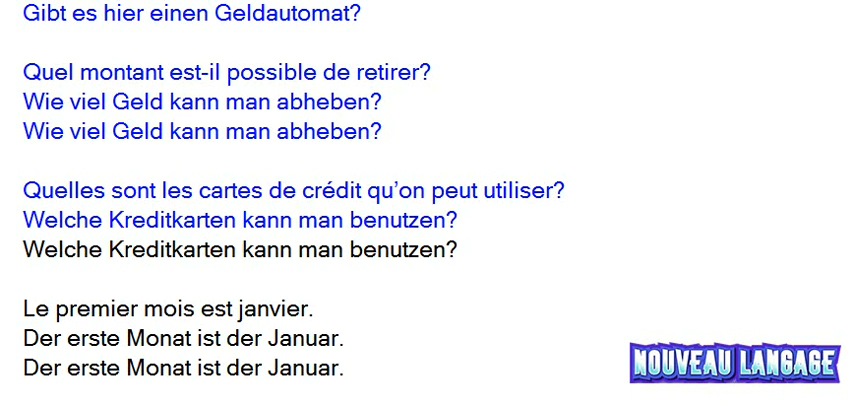 Gibt es hier einen Geldautomat?
Quel montant est-il possible de retirer?
Wie viel Geld kann man abheben?
Wie viel Geld kann man abheben?
Quelles sont les cartes de crédit qu’on peut utiliser?
Welche Kreditkarten kann man benutzen?
Welche Kreditkarten kann man benutzen?
Le premier mois est janvier.
Der erste Monat ist der Januar.
Der erste Monat ist der Januar.
NOUVEAU LANGAGE